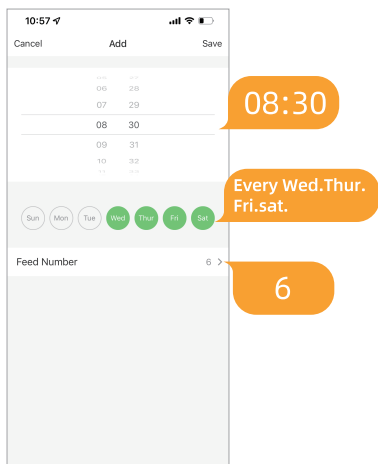 10:57
Cancel Add Save
06 28
07 29
08 30
09 31
10 32
08:30
Sun Mon Tue Wed Thur Fri Sat
Every Wed.Thur.
Fri.sat.
Feed Number 6
6